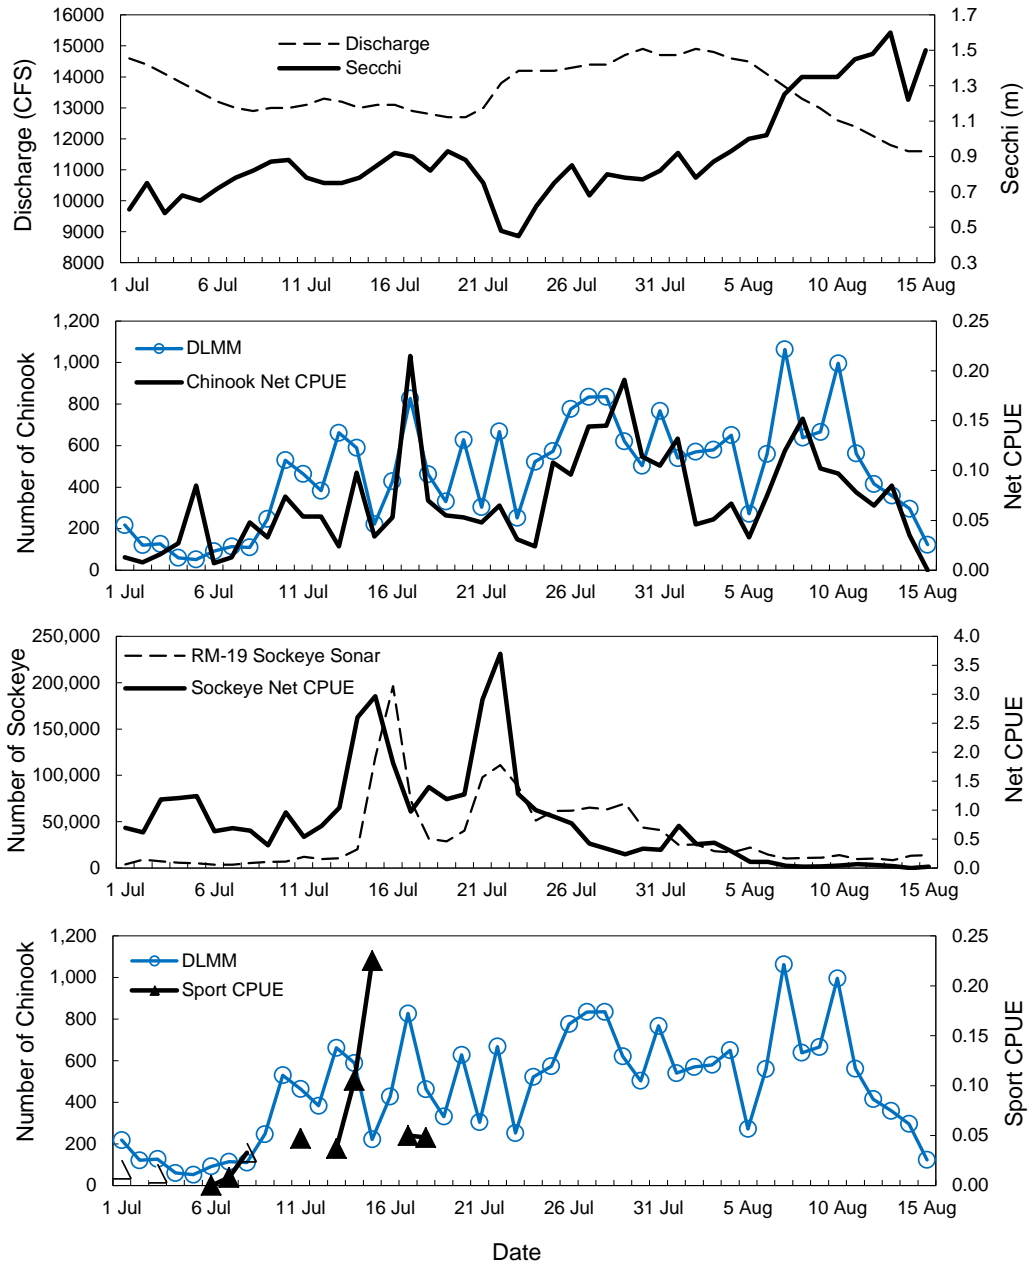 16000
15000
14000
13000
12000
11000
10000
9000
8000
Discharge (CFS)
Discharge
Secchi
1.7
1.5
1.3
1.1
0.9
0.7
0.5
0.3
Secchi (m)
1 Jul 6 Jul 11 Jul 16 Jul 21 Jul 26 Jul 31 Jul 5 Aug 10 Aug 15 Aug
1,200
1,000
800
600
400
200
0
Number of Chinook
DLMM
Chinook Net CPUE
0.25
0.20
0.15
0.10
0.05
0.00
Net CPUE
1 Jul 6 Jul 11 Jul 16 Jul 21 Jul 26 Jul 31 Jul 5 Aug 10 Aug 15 Aug
250,000
200,000
150,000
100,000
50,000
0
Number of Sockeye
RM-19 Sockeye Sonar
Sockeye Net CPUE
4.0
3.5
3.0
2.5
2.0
1.5
1.0
0.5
0.0
Net CPUE
1 Jul 6 Jul 11 Jul 16 Jul 21 Jul 26 Jul 31 Jul 5 Aug 10 Aug 15 Aug
1,200
1,000
800
600
400
200
0
Number of Chinook
DLMM
Sport CPUE
0.25
0.20
0.15
0.10
0.05
0.00
Sport CPUE
1 Jul 6 Jul 11 Jul 16 Jul 21 Jul 26 Jul 31 Jul 5 Aug 10 Aug 15 Aug
Date